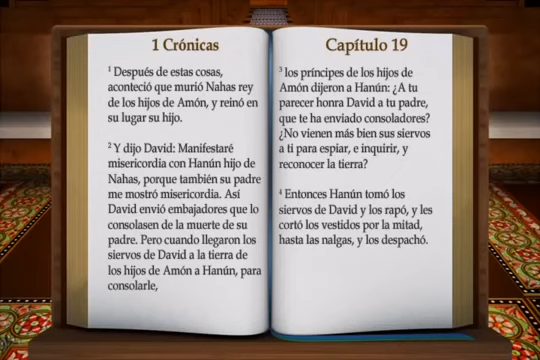 1 Crónicas
1 Después de estas cosas,
aconteció que murió Nahas rey
de los hijos de Amón, y reinó en
su lugar su hijo.
2 Y dijo David: Manifestaré
misericordia con Hanún hijo de
Nahas, porque también su padre
me mostró misericordia. Así
David envió embajadores que lo
consolasen de la muerte de su
padre. Pero cuando llegaron los
siervos de David a la tierra de
los hijos de Amón a Hanún, para
consolarle,
Capítulo 19
3 los príncipes de los hijos de
Amón dijeron a Hanún: ¿A tu
parecer honra David a tu padre,
que te ha enviado consoladores?
¿No vienen más bien sus siervos
a ti para espiar, e inquirir, y
reconocer la tierra?
4 Entonces Hanún tomó los
siervos de David y los rapó, y les
cortó los vestidos por la mitad,
hasta las nalgas, y los despachó.